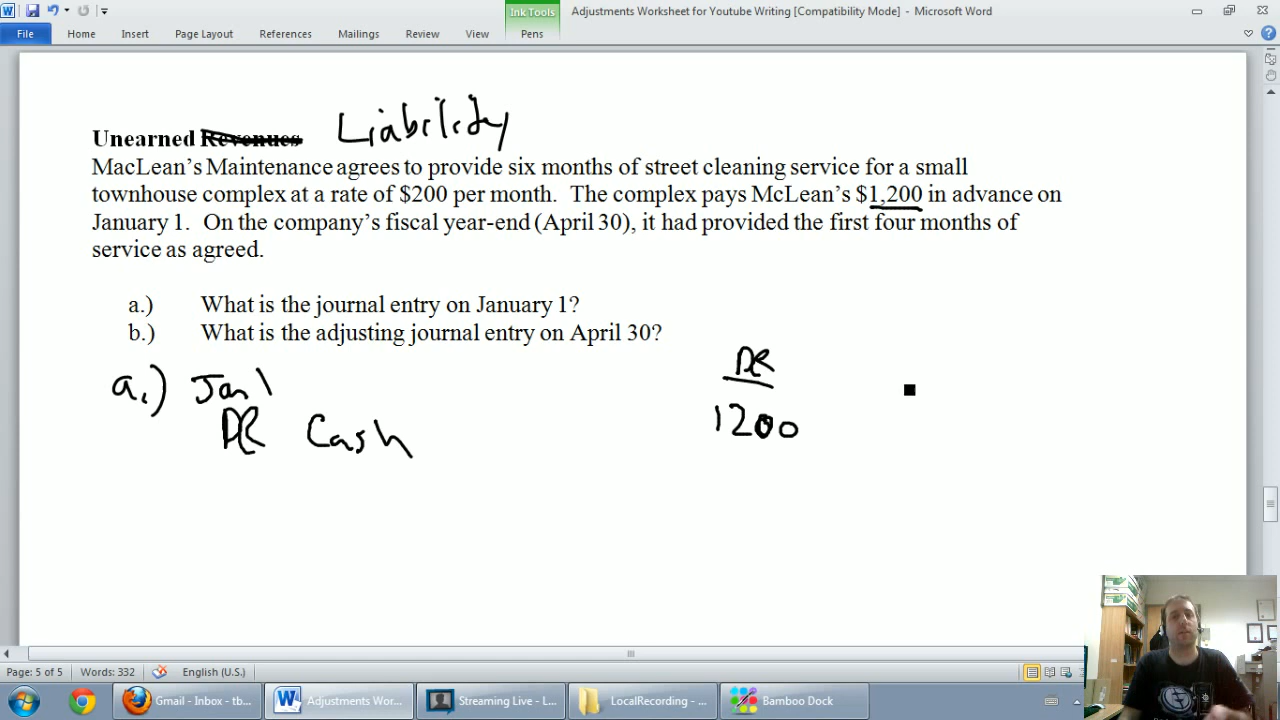 Ink Tools
Adjustments Worksheet for Youtube Writing [Compatibility Mode] - Microsoft Word
File Home Insert Page Layout References Mailings Review View Pens
Unearned Revenues Liability
MacLean's Maintenance agrees to provide six months of street cleaning service for a small
townhouse complex at a rate of $200 per month. The complex pays McLean's $1,200 in advance on
January 1. On the company's fiscal year-end (April 30), it had provided the first four months of
service as agreed.
a.) What is the journal entry on January 1?
b.) What is the adjusting journal entry on April 30?
DR
a.) Jan 1
DR Cash 1200
Page: 5 of 5 Words: 332 English (U.S.)
Gmail - Inbox - tb... Adjustments Wor... Streaming Live - L... LocalRecording - ... Bamboo Dock